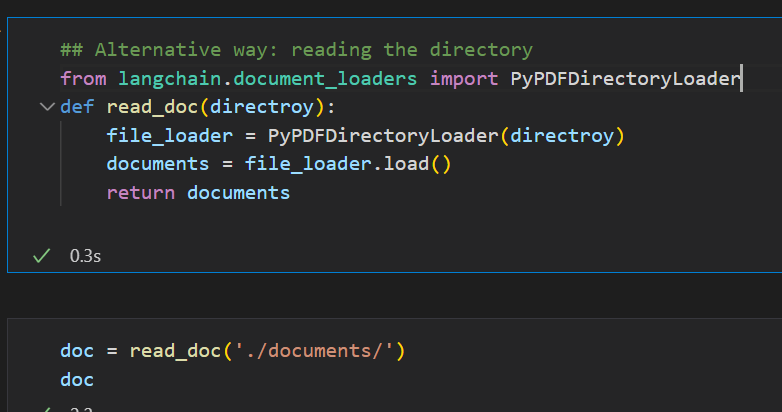 ## Alternative way: reading the directory
from langchain.document_loaders import PyPDFDirectoryLoader
def read_doc(directroy):
    file_loader = PyPDFDirectoryLoader(directroy)
    documents = file_loader.load()
    return documents
0.3s
doc = read_doc('./documents/')
doc